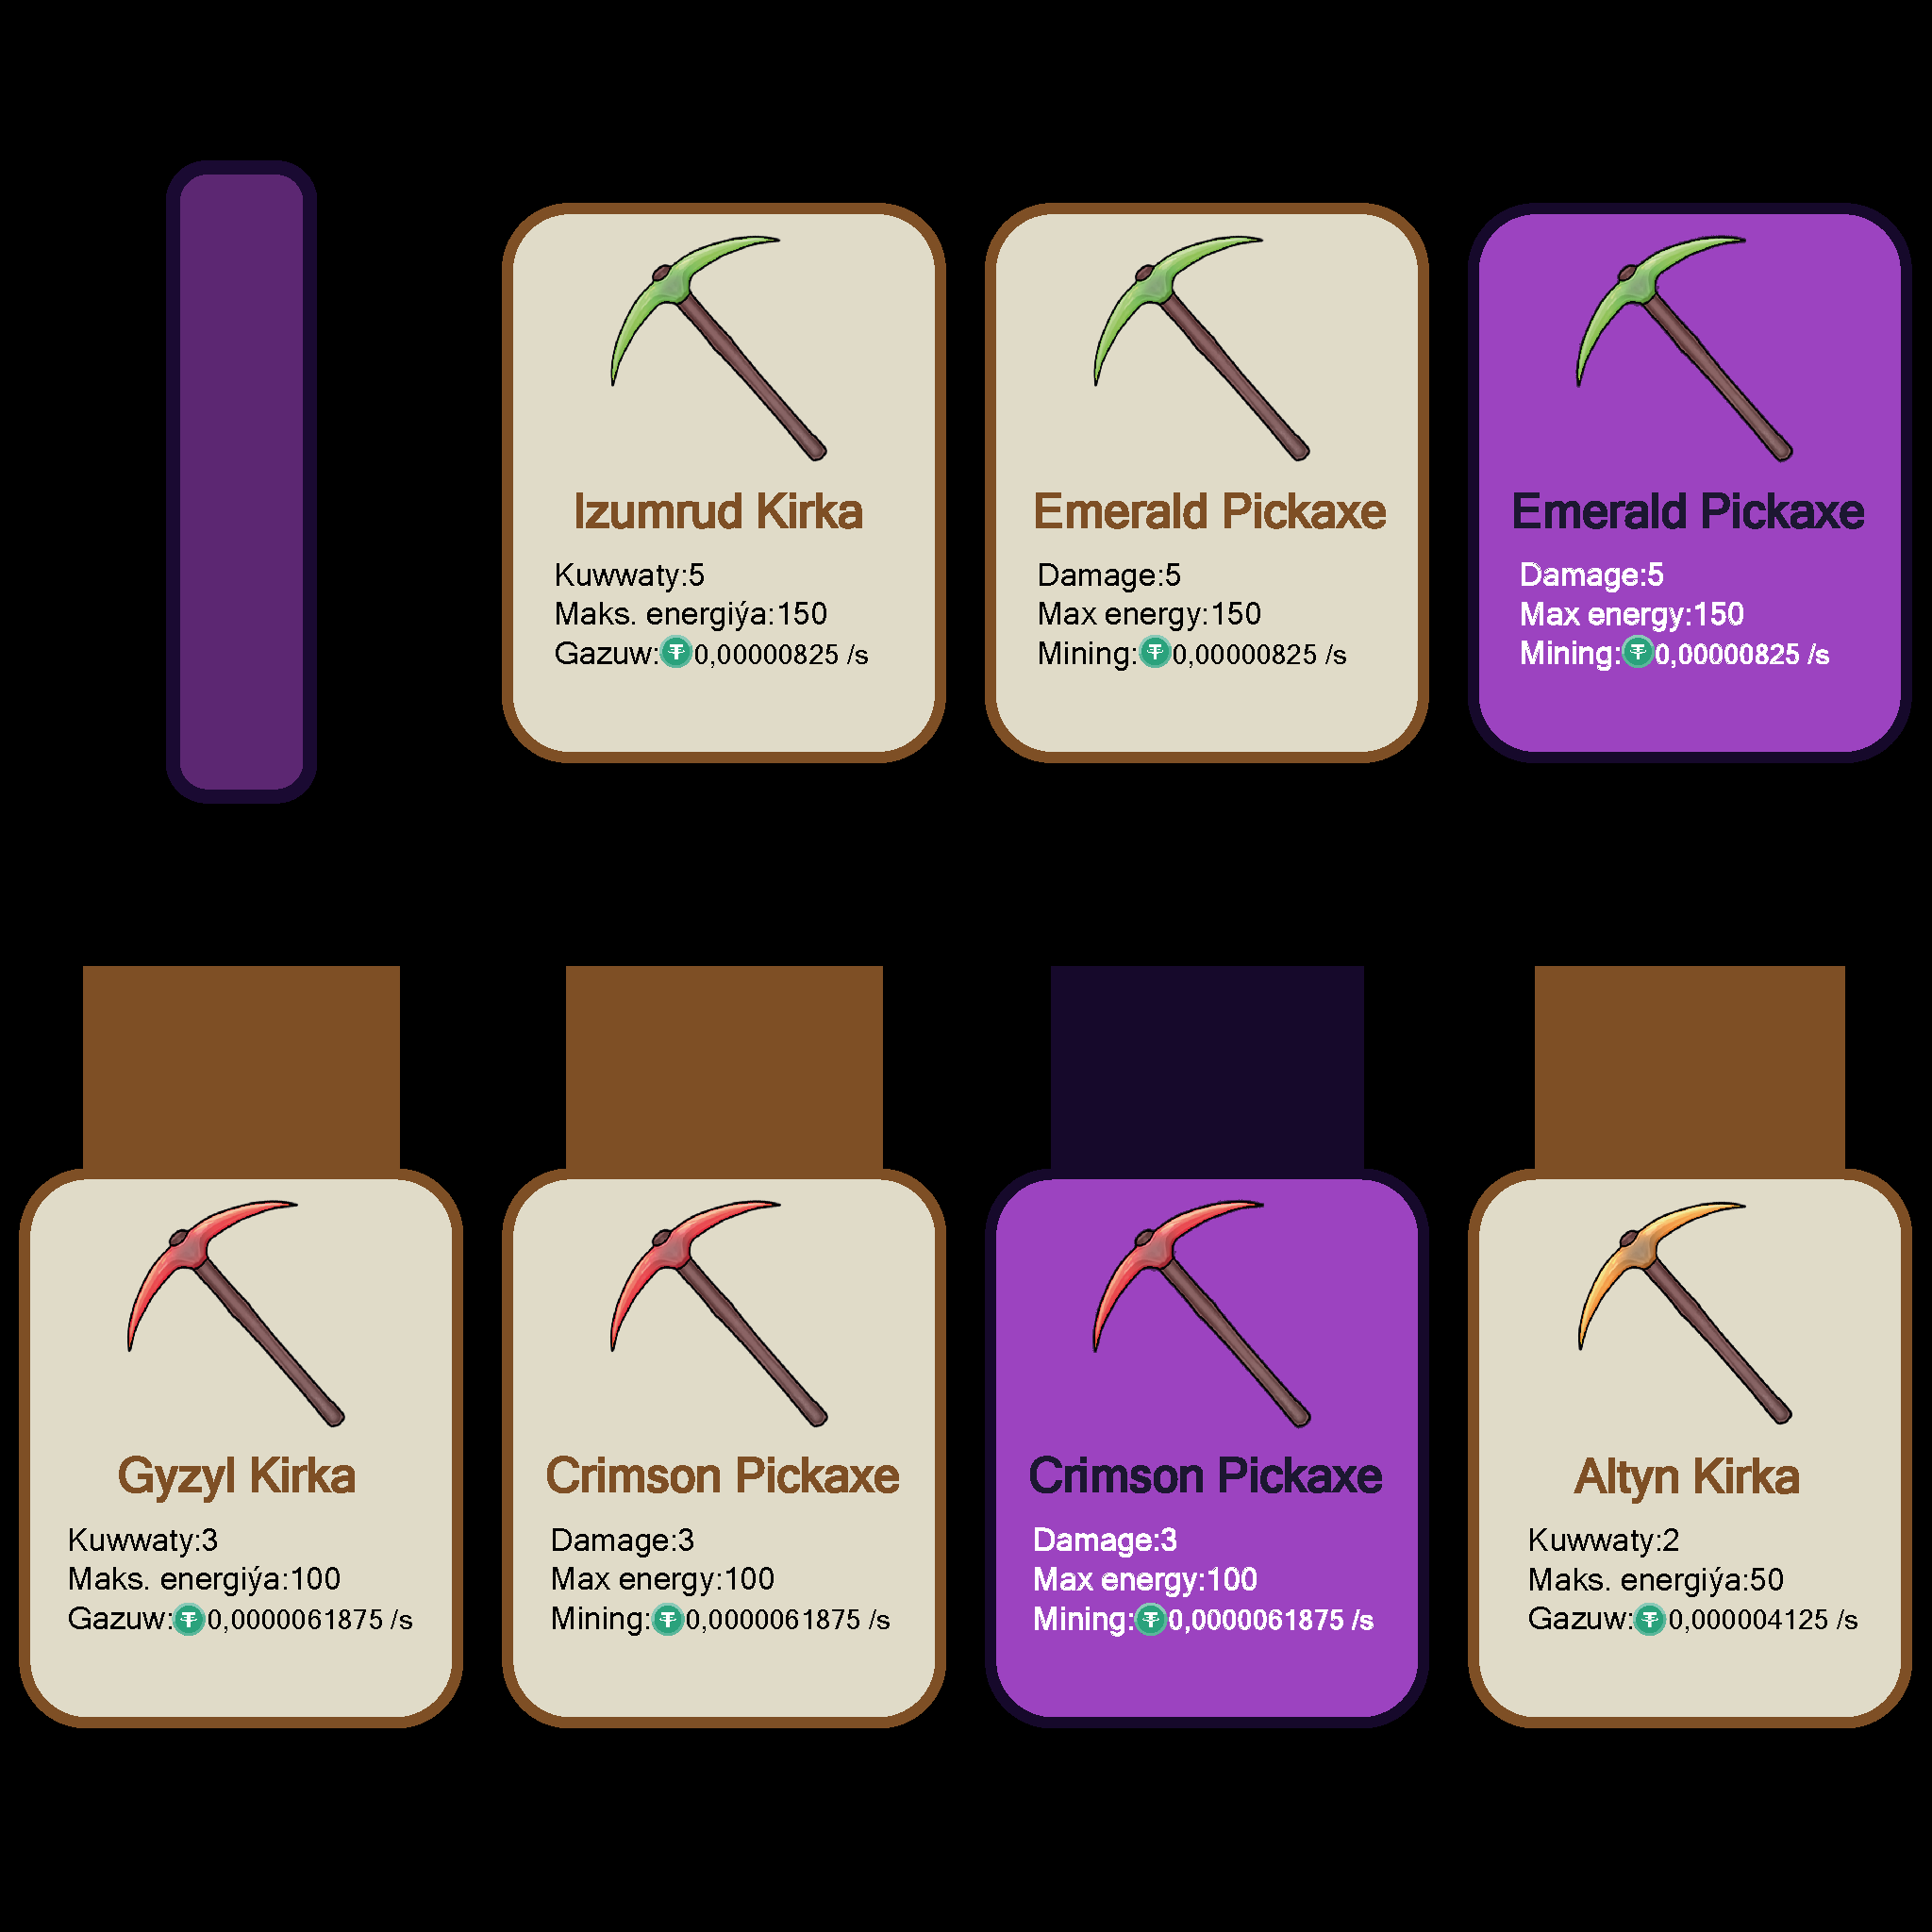 Izumrud Kirka
Kuwwaty:5
Maks. energiýa:150
Gazuw:0,00000825 /s
Emerald Pickaxe
Damage:5
Max energy:150
Mining:0,00000825 /s
Emerald Pickaxe
Damage:5
Max energy:150
Mining:0,00000825 /s
Gyzyl Kirka
Kuwwaty:3
Maks. energiýa:100
Gazuw:0,0000061875 /s
Crimson Pickaxe
Damage:3
Max energy:100
Mining:0,0000061875 /s
Crimson Pickaxe
Damage:3
Max energy:100
Mining:0,0000061875 /s
Altyn Kirka
Kuwwaty:2
Maks. energiýa:50
Gazuw:0,000004125 /s